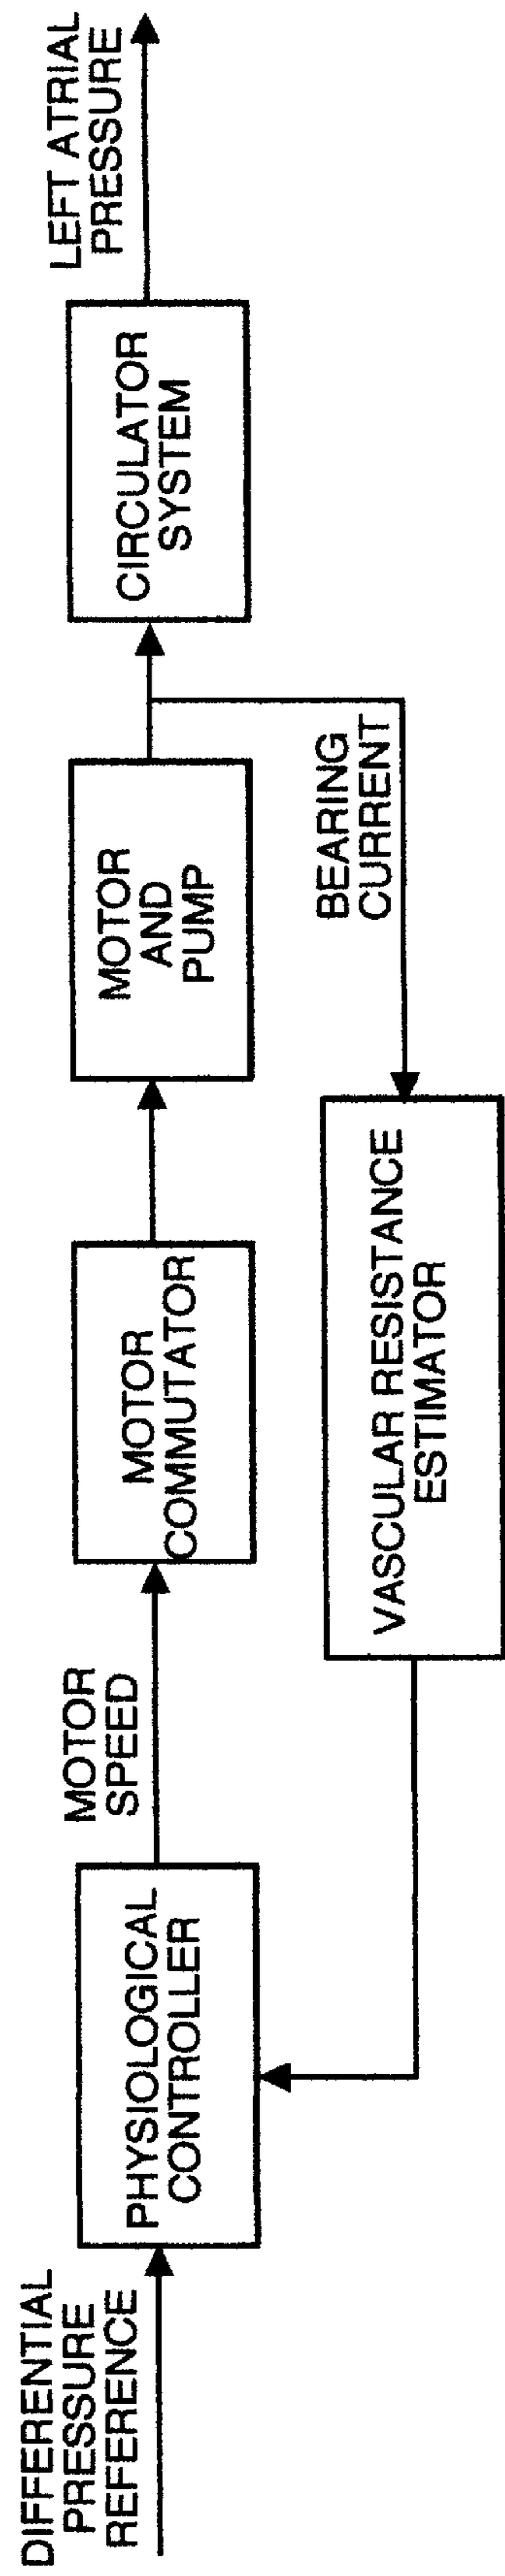 DIFFERENTIAL
PRESSURE
REFERENCE
PHYSIOLOGICAL
CONTROLLER
MOTOR
SPEED
MOTOR
COMMUTATOR
MOTOR
AND
PUMP
CIRCULATOR
SYSTEM
LEFT ATRIAL
PRESSURE
BEARING
CURRENT
VASCULAR RESISTANCE
ESTIMATOR